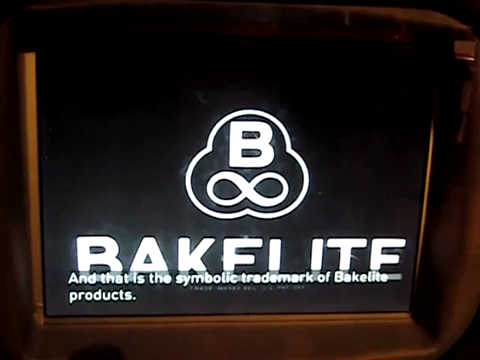 B
BAKELITE
And that is the symbolic trademark of Bakelite
products.